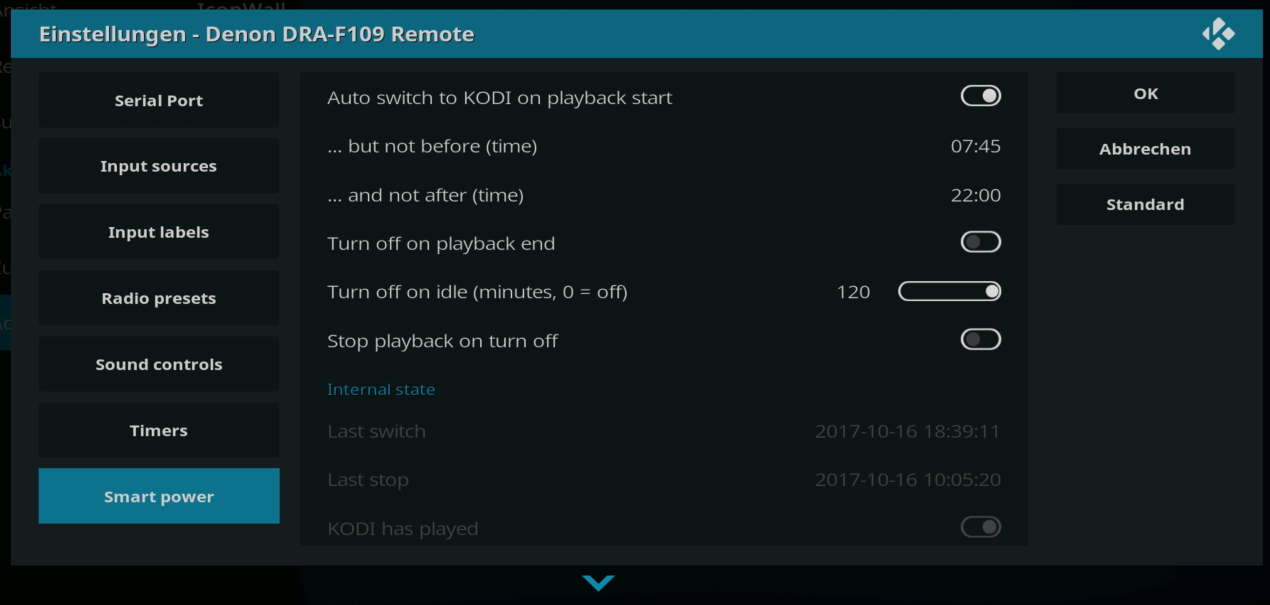 Einstellungen - Denon DRA-F109 Remote
Serial Port
Input sources
Input labels
Radio presets
Sound controls
Timers
Smart power
Auto switch to KODI on playback start
... but not before (time) 07:45
... and not after (time) 22:00
Turn off on playback end
Turn off on idle (minutes, 0 = off) 120
Stop playback on turn off
Internal state
Last switch 2017-10-16 18:39:11
Last stop 2017-10-16 10:05:20
KODI has played
OK
Abbrechen
Standard